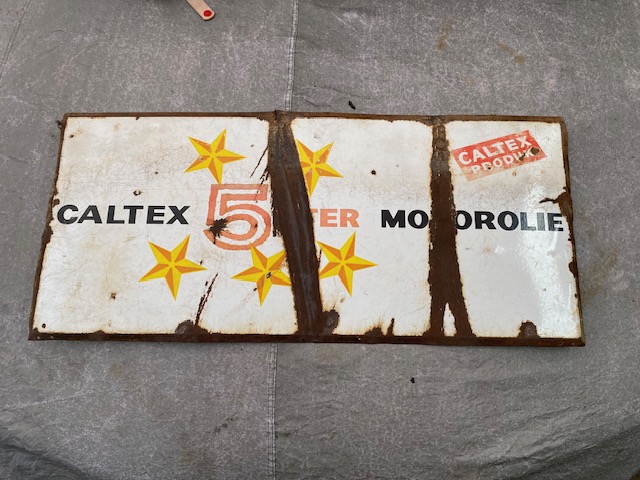 CALTEX
PRODUKT
CALTEX 5 STER MOTOROLIE